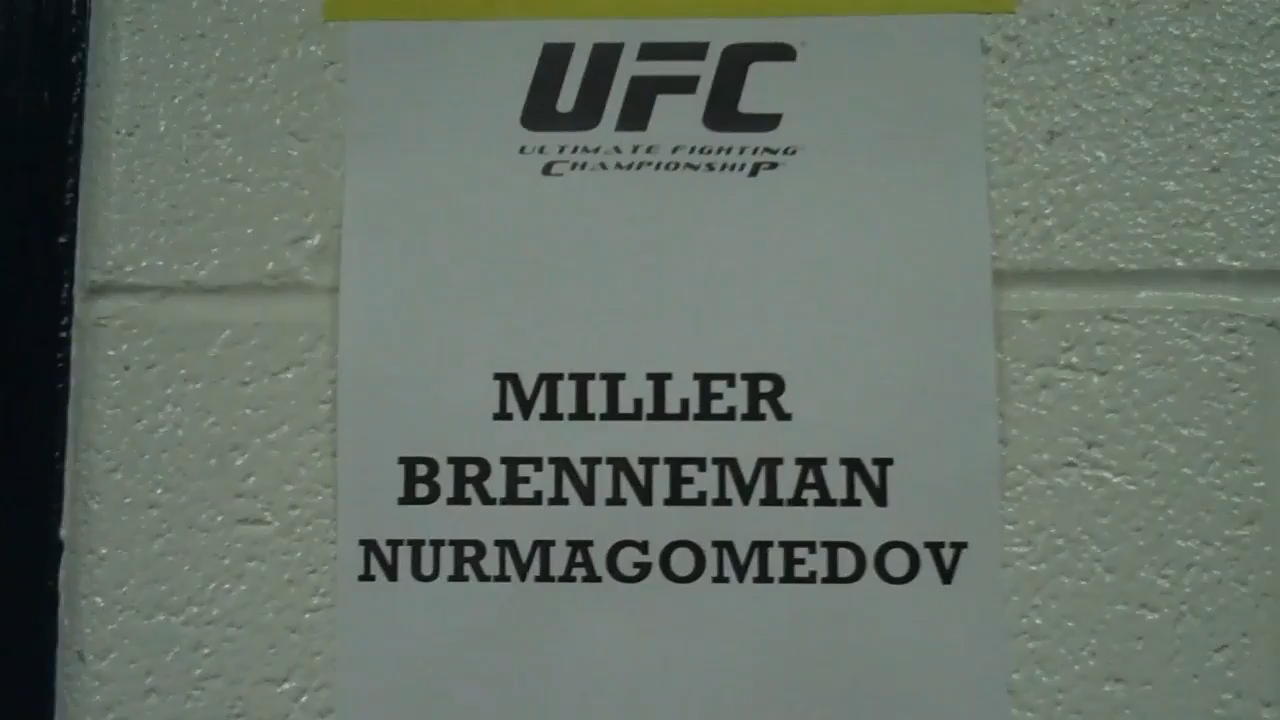 UFC
ULTIMATE FIGHTING
CHAMPIONSHIP
MILLER
BRENNEMAN
NURMAGOMEDOV